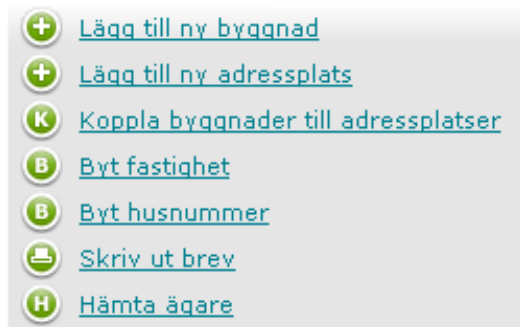 + Lägg till ny byggnad
+ Lägg till ny adressplats
K Koppla byggnader till adressplatser
B Byt fastighet
B Byt husnummer
Skriv ut brev
H Hämta ägare